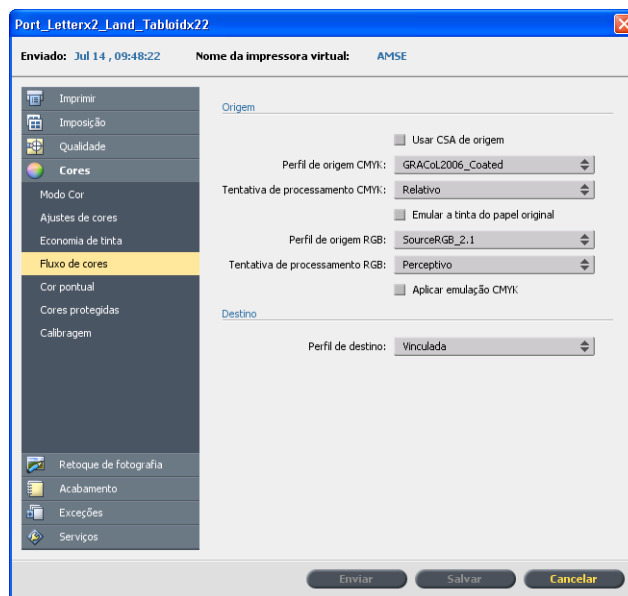 Port_Letterx2_Land_Tabloidx22
Enviado: Jul 14 , 09:48:22 Nome da impressora virtual: AMSE
Imprimir
Imposição
Qualidade
Cores
Modo Cor
Ajustes de cores
Economia de tinta
Fluxo de cores
Cor pontual
Cores protegidas
Calibragem
Retoque de fotografia
Acabamento
Exceções
Serviços
Origem
Usar CSA de origem
Perfil de origem CMYK: GRACoL2006_Coated
Tentativa de processamento CMYK: Relativo
Emular a tinta do papel original
Perfil de origem RGB: SourceRGB_2.1
Tentativa de processamento RGB: Perceptivo
Aplicar emulação CMYK
Destino
Perfil de destino: Vinculada
Enviar Salvar Cancelar